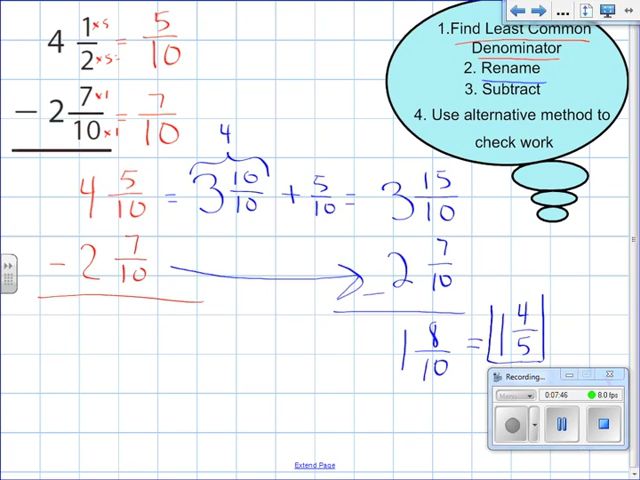 4 1/2 ×5 ×5 = 5/10
− 2 7/10 ×1 ×1 = 7/10
1.Find Least Common
Denominator
2. Rename
3. Subtract
4. Use alternative method to
check work
4
4 5/10 = 3 10/10 + 5/10 = 3 15/10
− 2 7/10
− 2 7/10
1 8/10 = 1 4/5
Recording...
Menu
0:07:46
8.0 fps
Extend Page